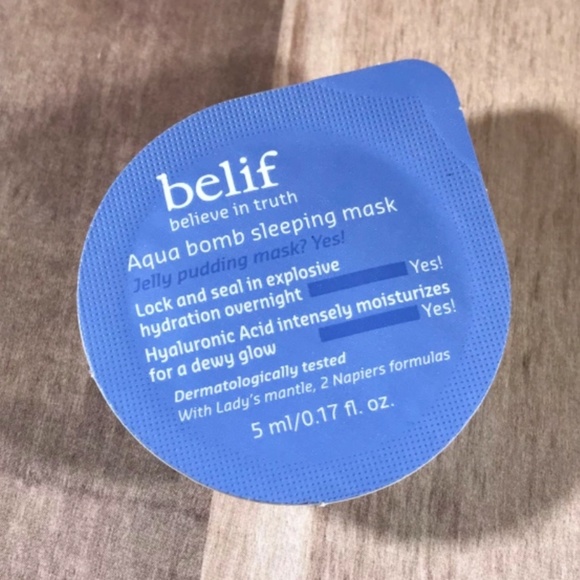 belif
believe in truth
Aqua bomb sleeping mask
Jelly pudding mask? Yes!
Lock and seal in explosive
hydration overnight Yes!
Hyaluronic Acid intensely moisturizes
for a dewy glow Yes!
Dermatologically tested
With Lady's mantle, 2 Napiers formulas
5 ml/0.17 fl. oz.